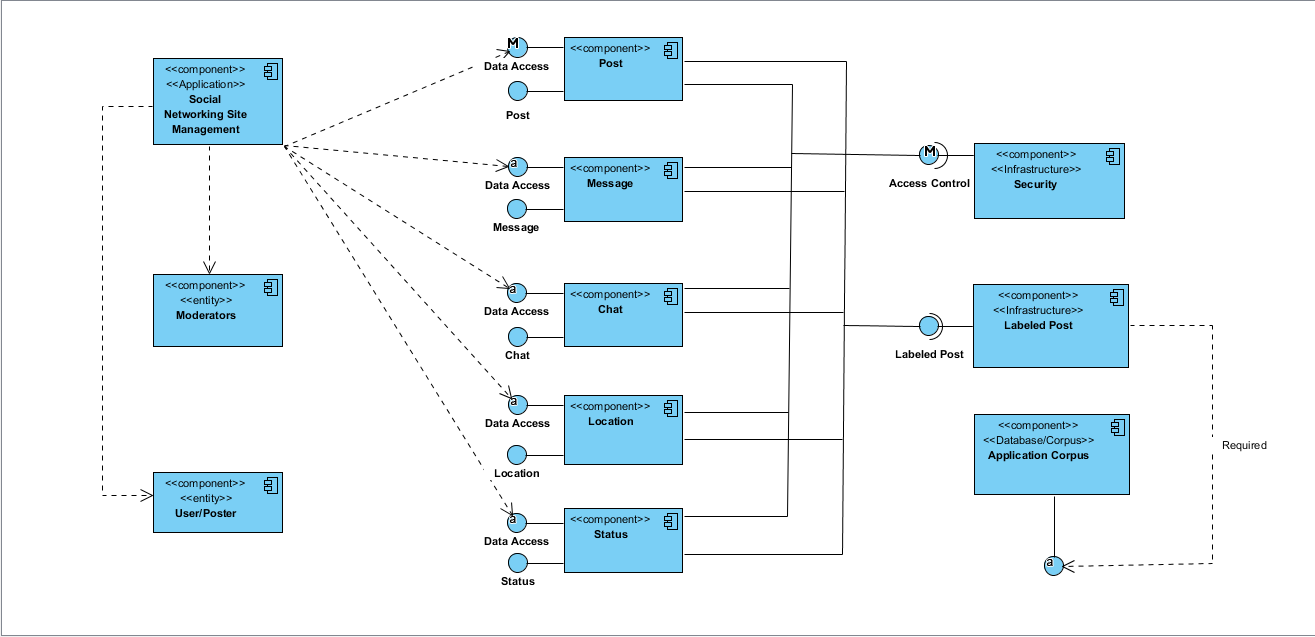 <<component>>
<<Application>>
Social
Networking Site
Management
<<component>>
<<entity>>
Moderators
<<component>>
<<entity>>
User/Poster
M
Data Access
Post
<<component>>
Post
a
Data Access
Message
<<component>>
Message
a
Data Access
Chat
<<component>>
Chat
a
Data Access
Location
<<component>>
Location
a
Data Access
Status
<<component>>
Status
M
Access Control
<<component>>
<<Infrastructure>>
Security
Labeled Post
<<component>>
<<Infrastructure>>
Labeled Post
<<component>>
<<Database/Corpus>>
Application Corpus
Required
a